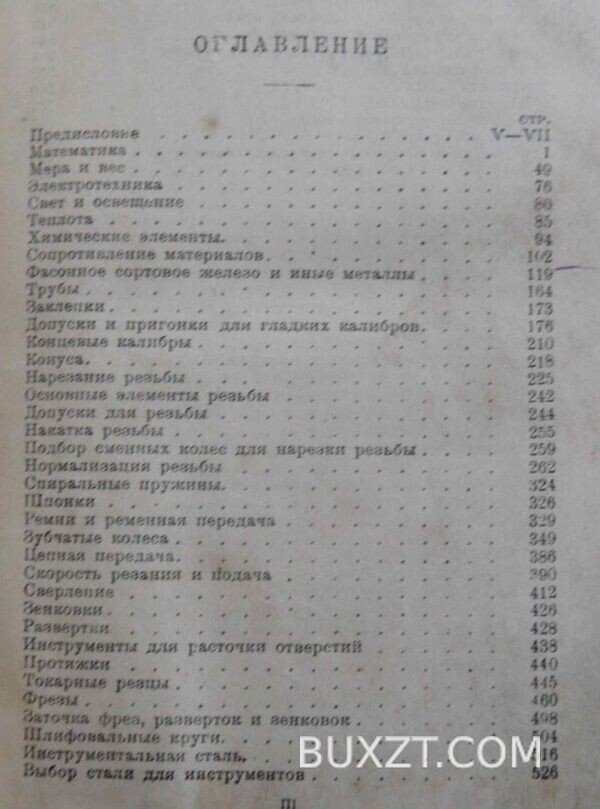 ОГЛАВЛЕНИЕ
СТР.
Предисловие . . . . . . . . . . . . V—VII
Математика . . . . . . . . . . . . 1
Мера и вес . . . . . . . . . . . . 49
Электротехника . . . . . . . . . . . . 76
Свет и освещение . . . . . . . . . . . . 80
Теплота . . . . . . . . . . . . 85
Химические элементы . . . . . . . . . . . . 94
Сопротивление материалов . . . . . . . . . . . . 102
Фасонное сортовое железо и иные металлы . . . . . . 119
Трубы . . . . . . . . . . . . 164
Заклепки . . . . . . . . . . . . 173
Допуски и пригонки для гладких калибров . . . . . . 176
Концевые калибры . . . . . . . . . . . . 210
Конуса . . . . . . . . . . . . 218
Нарезание резьбы . . . . . . . . . . . . 225
Основные элементы резьбы . . . . . . . . . . 242
Допуски для резьбы . . . . . . . . . . . . 244
Накатка резьбы . . . . . . . . . . . . 255
Подбор сменных колес для нарезки резьбы . . . . . . 259
Нормализация резьбы . . . . . . . . . . . . 262
Спиральные пружины . . . . . . . . . . . . 324
Шпонки . . . . . . . . . . . . 326
Ремни и ременная передача . . . . . . . . . . 329
Зубчатые колеса . . . . . . . . . . . . 349
Цепная передача . . . . . . . . . . . . 386
Скорость резания и подача . . . . . . . . . . 390
Сверление . . . . . . . . . . . . 412
Зенковки . . . . . . . . . . . . 426
Развертки . . . . . . . . . . . . 428
Инструменты для расточки отверстий . . . . . . . . 438
Протяжки . . . . . . . . . . . . 440
Токарные резцы . . . . . . . . . . . . 445
Фрезы . . . . . . . . . . . . 460
Заточка фрез, разверток и зенковок . . . . . . . . 498
Шлифовальные круги . . . . . . . . . . . . 504
Инструментальная сталь . . . . . . . . . . 516
Выбор стали для инструментов . . . . . . . . 526
III
BUXZT.COM